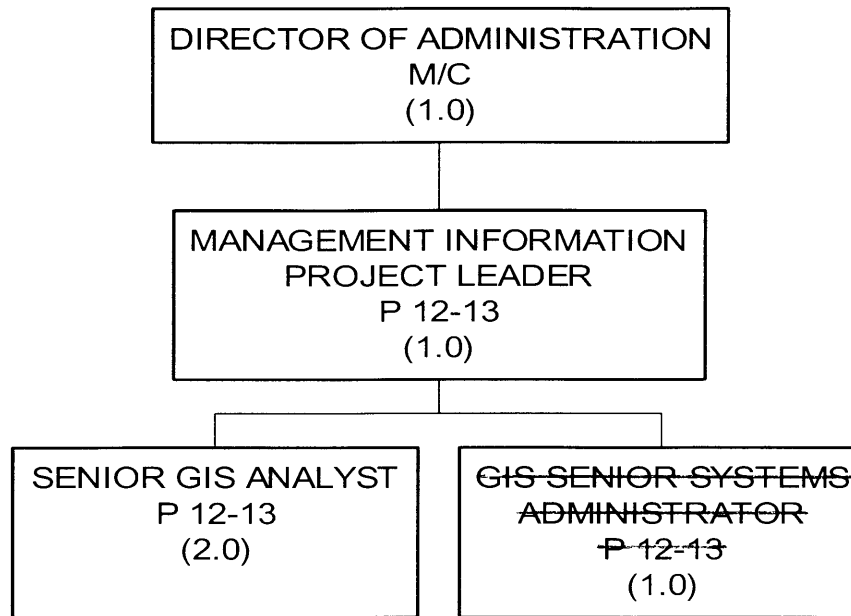 DIRECTOR OF ADMINISTRATION
M/C
(1.0)
MANAGEMENT INFORMATION
PROJECT LEADER
P 12-13
(1.0)
SENIOR GIS ANALYST
P 12-13
(2.0)
GIS SENIOR SYSTEMS
ADMINISTRATOR
P 12-13
(1.0)